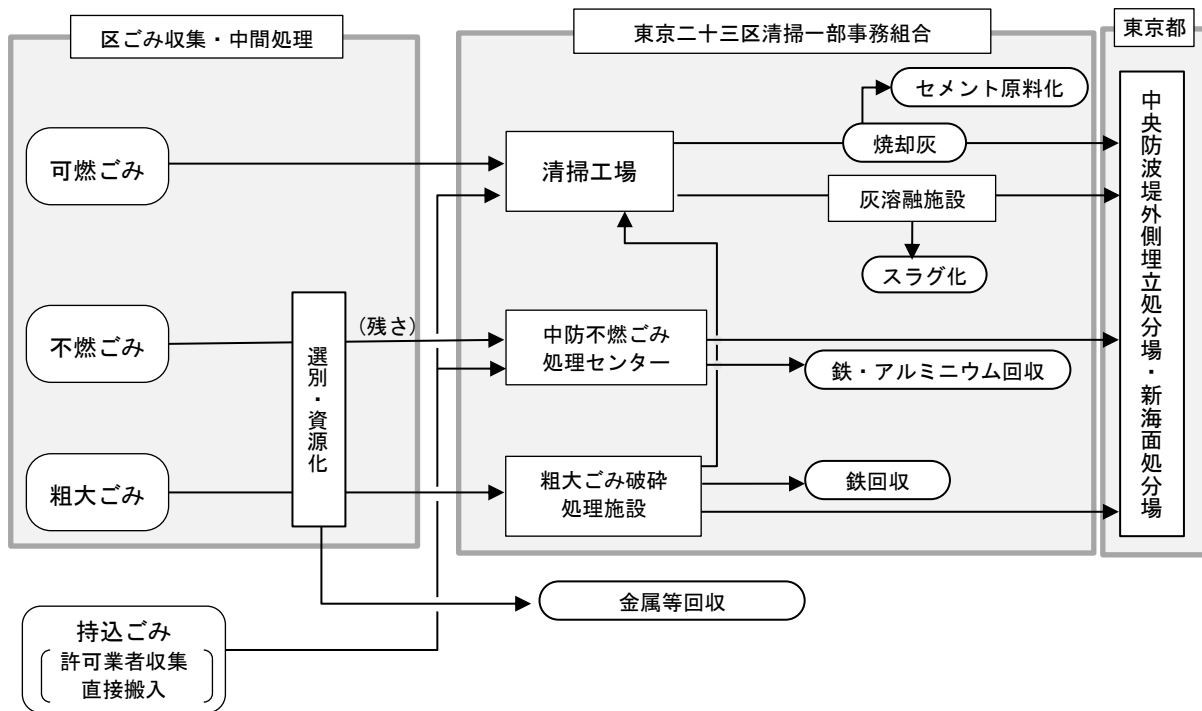 区ごみ収集・中間処理
東京二十三区清掃一部事務組合
東京都
可燃ごみ
不燃ごみ
粗大ごみ
選別・資源化
(残さ)
持込ごみ
許可業者収集
直接搬入
清掃工場
中防不燃ごみ
処理センター
粗大ごみ破砕
処理施設
セメント原料化
焼却灰
灰溶融施設
スラグ化
鉄・アルミニウム回収
鉄回収
金属等回収
中央防波堤外側埋立処分場・新海面処分場